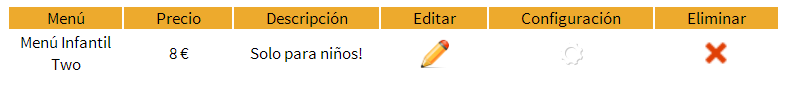 Menú Precio Descripción Editar Configuración Eliminar
Menú Infantil
Two
8 € Solo para niños!